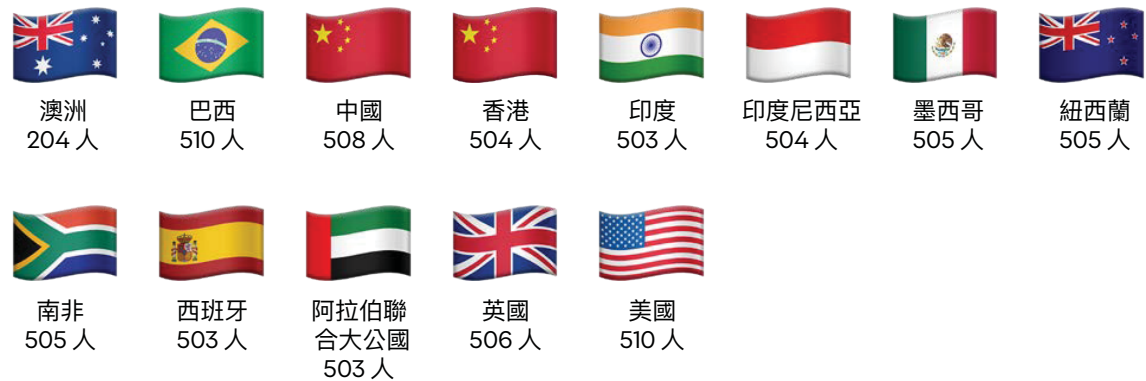 澳洲
204 人
巴西
510 人
中國
508 人
香港
504 人
印度
503 人
印度尼西亞
504 人
墨西哥
505 人
紐西蘭
505 人
南非
505 人
西班牙
503 人
阿拉伯聯
合大公國
503 人
英國
506 人
美國
510 人